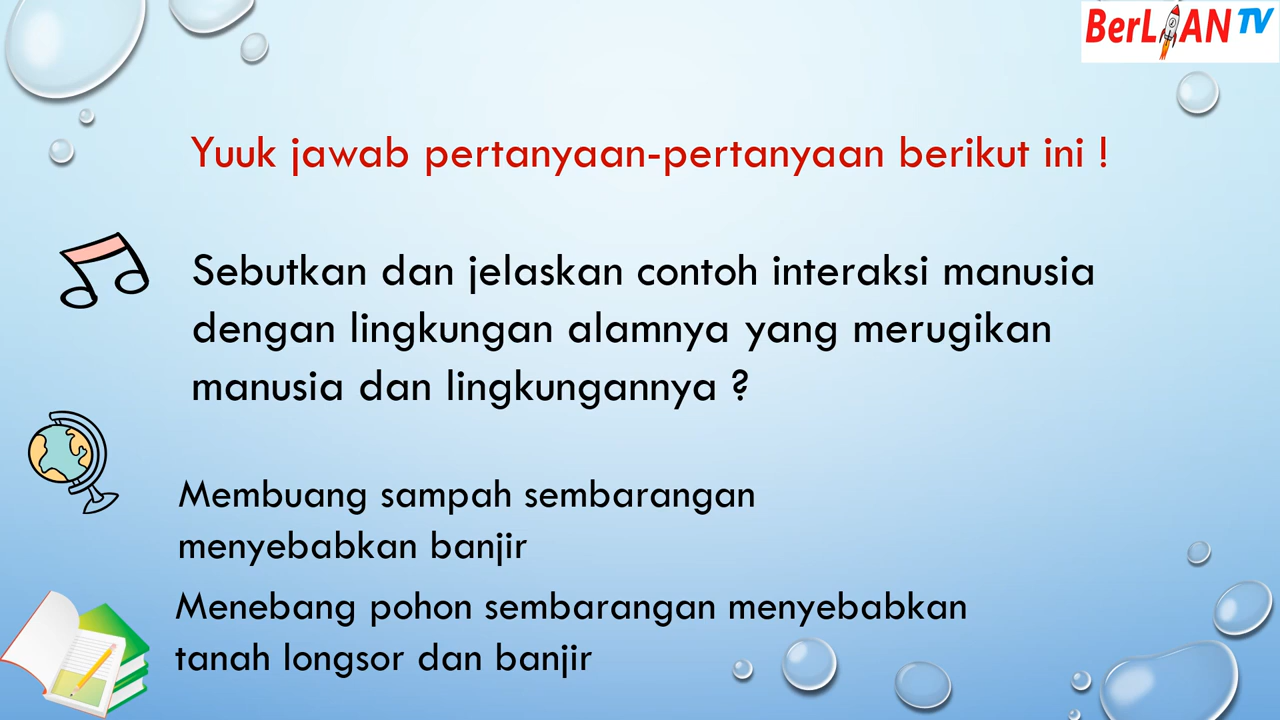 BerLIAN TV
Yuuk jawab pertanyaan-pertanyaan berikut ini !
Sebutkan dan jelaskan contoh interaksi manusia
dengan lingkungan alamnya yang merugikan
manusia dan lingkungannya ?
Membuang sampah sembarangan
menyebabkan banjir
Menebang pohon sembarangan menyebabkan
tanah longsor dan banjir